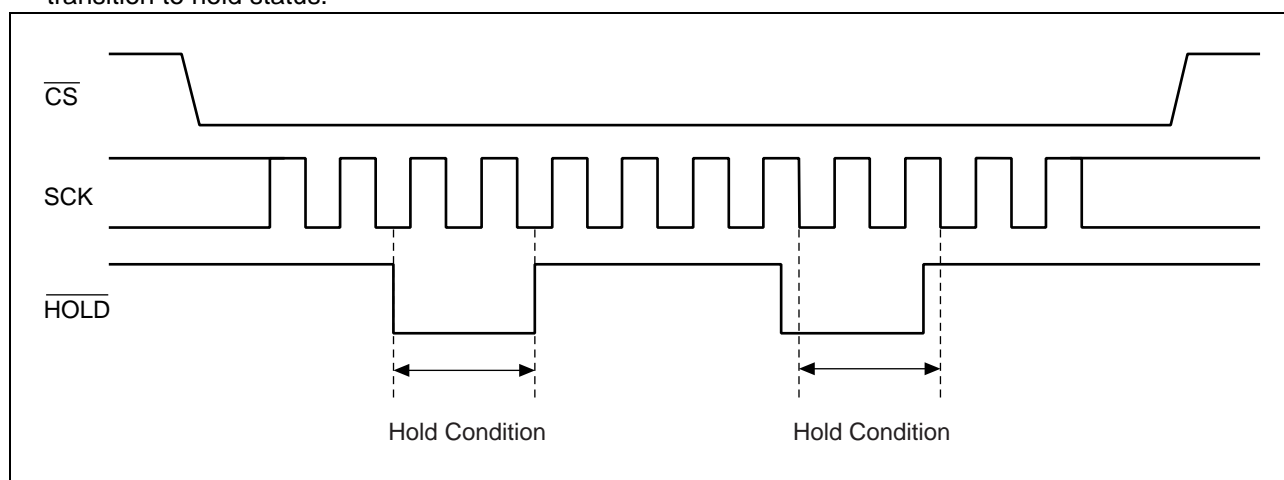 transition to hold status.
CS
SCK
HOLD
Hold Condition Hold Condition